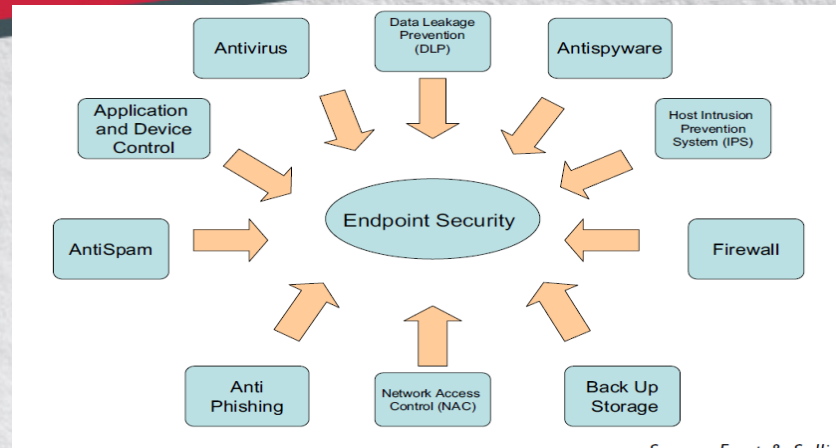 Antivirus
Data Leakage
Prevention
(DLP)
Antispyware
Application
and Device
Control
Host Intrusion
Prevention
System (IPS)
Endpoint Security
AntiSpam
Firewall
Anti
Phishing
Network Access
Control (NAC)
Back Up
Storage